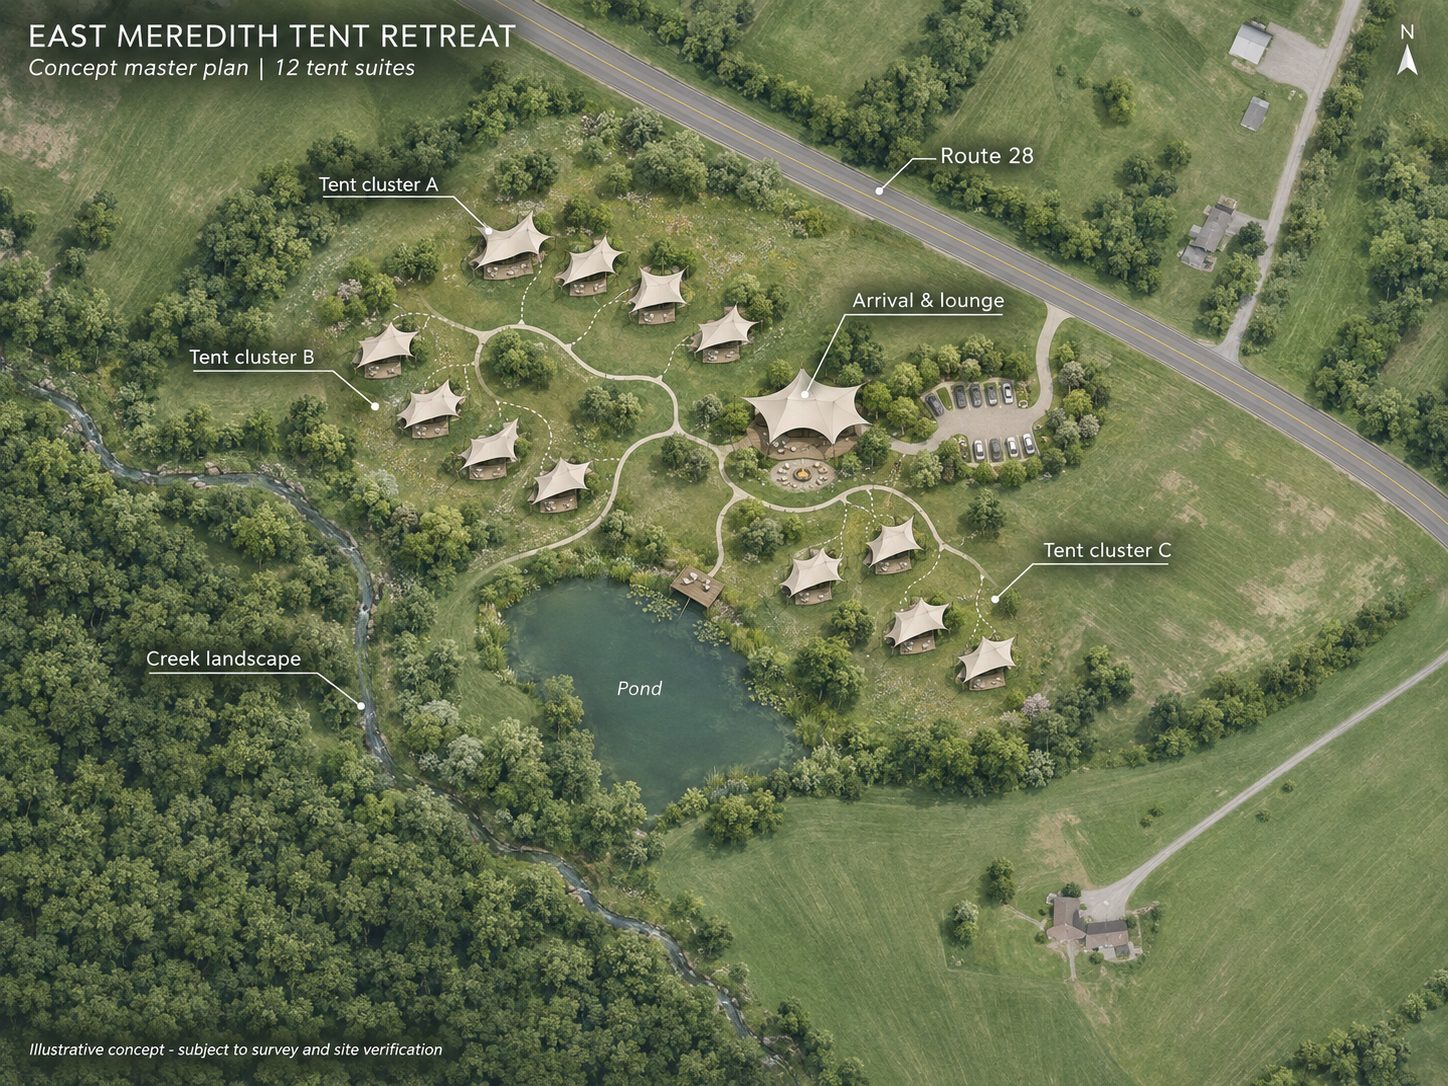 EAST MEREDITH TENT RETREAT
Concept master plan | 12 tent suites
N
Route 28
Tent cluster A
Arrival & lounge
Tent cluster B
Tent cluster C
Creek landscape
Pond
Illustrative concept - subject to survey and site verification